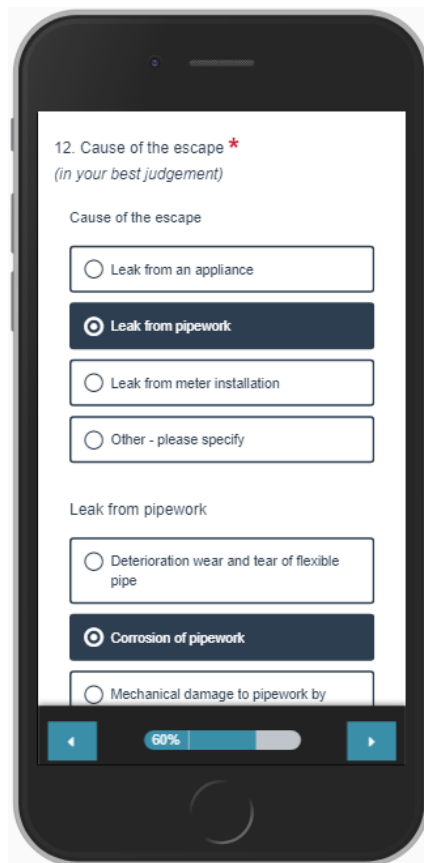 12. Cause of the escape *
(in your best judgement)
Cause of the escape
Leak from an appliance
Leak from pipework
Leak from meter installation
Other - please specify
Leak from pipework
Deterioration wear and tear of flexible
pipe
Corrosion of pipework
Mechanical damage to pipework by
60%